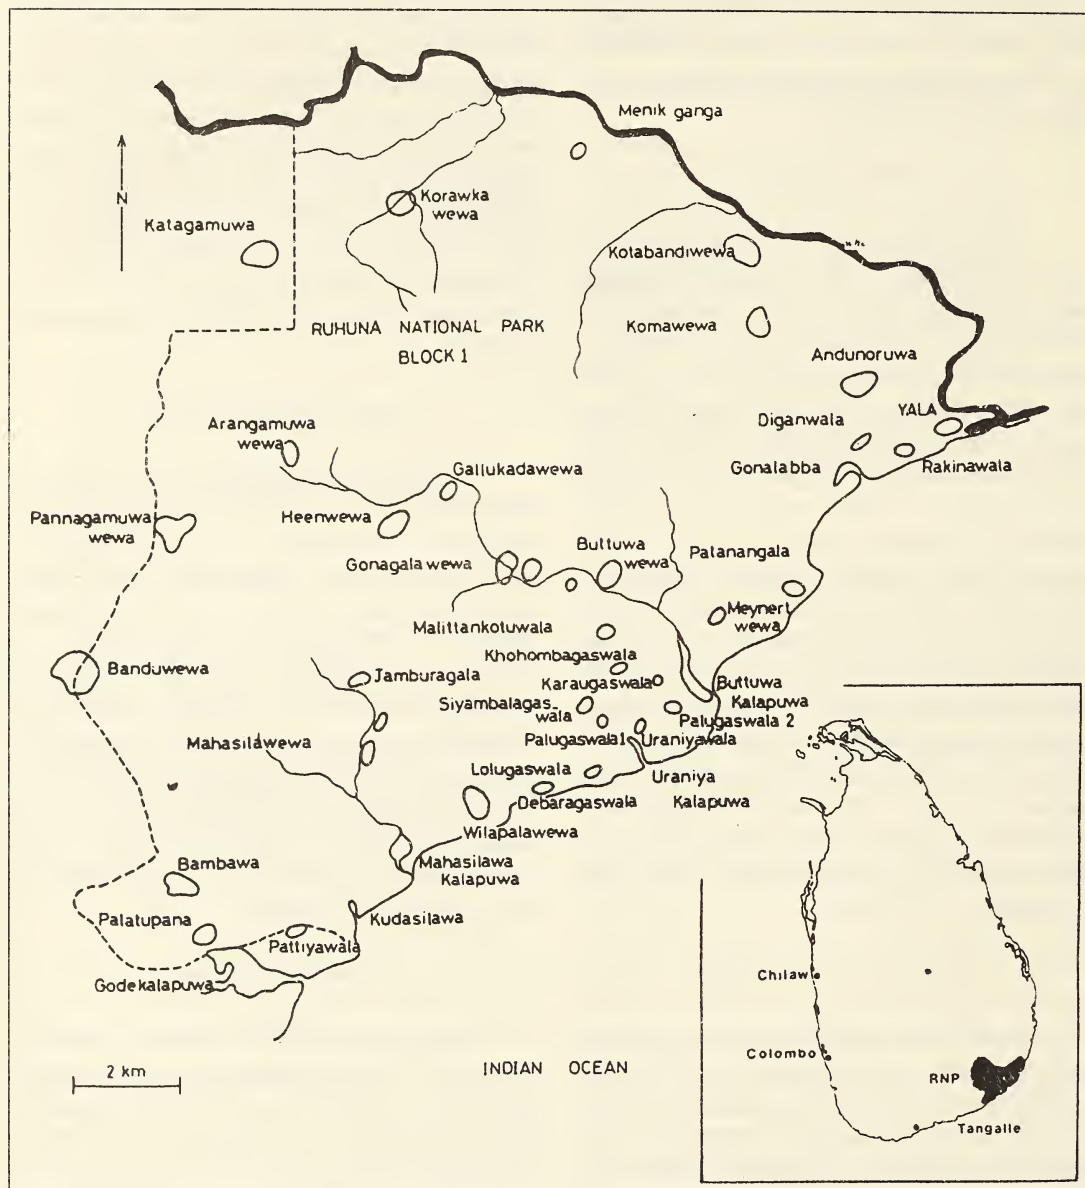 Menik ganga
N
Korawka
wewa
Katagamuwa
Kotabandiwewa
RUHUNA NATIONAL PARK
BLOCK 1
Komawewa
Andunoruwa
Diganwala
YALA
Arangamuwa
wewa
Gallukadawewa
Gonalabba
Rakinawala
Pannagamuwa
wewa
Heenwewa
Gonagala wewa
Buttuwa
wewa
Patanangala
Malittankotuwala
Meynert
wewa
Khohombagaswala
Banduwewa
Jamburagala
Karaugaswala
Buttuwa
Kalapuwa
Siyambalagas-
wala
Palugaswala 2
Mahasilawewa
Palugaswala1
Uraniyawala
Lolugaswala
Uraniya
Kalapuwa
Debaragaswala
Wilapalawewa
Bambawa
Mahasilawa
Kalapuwa
Palatupana
Kudasilawa
Pattiyawala
Godekalapuwa
2 km
INDIAN OCEAN
Chilaw
Colombo
RNP
Tangalle